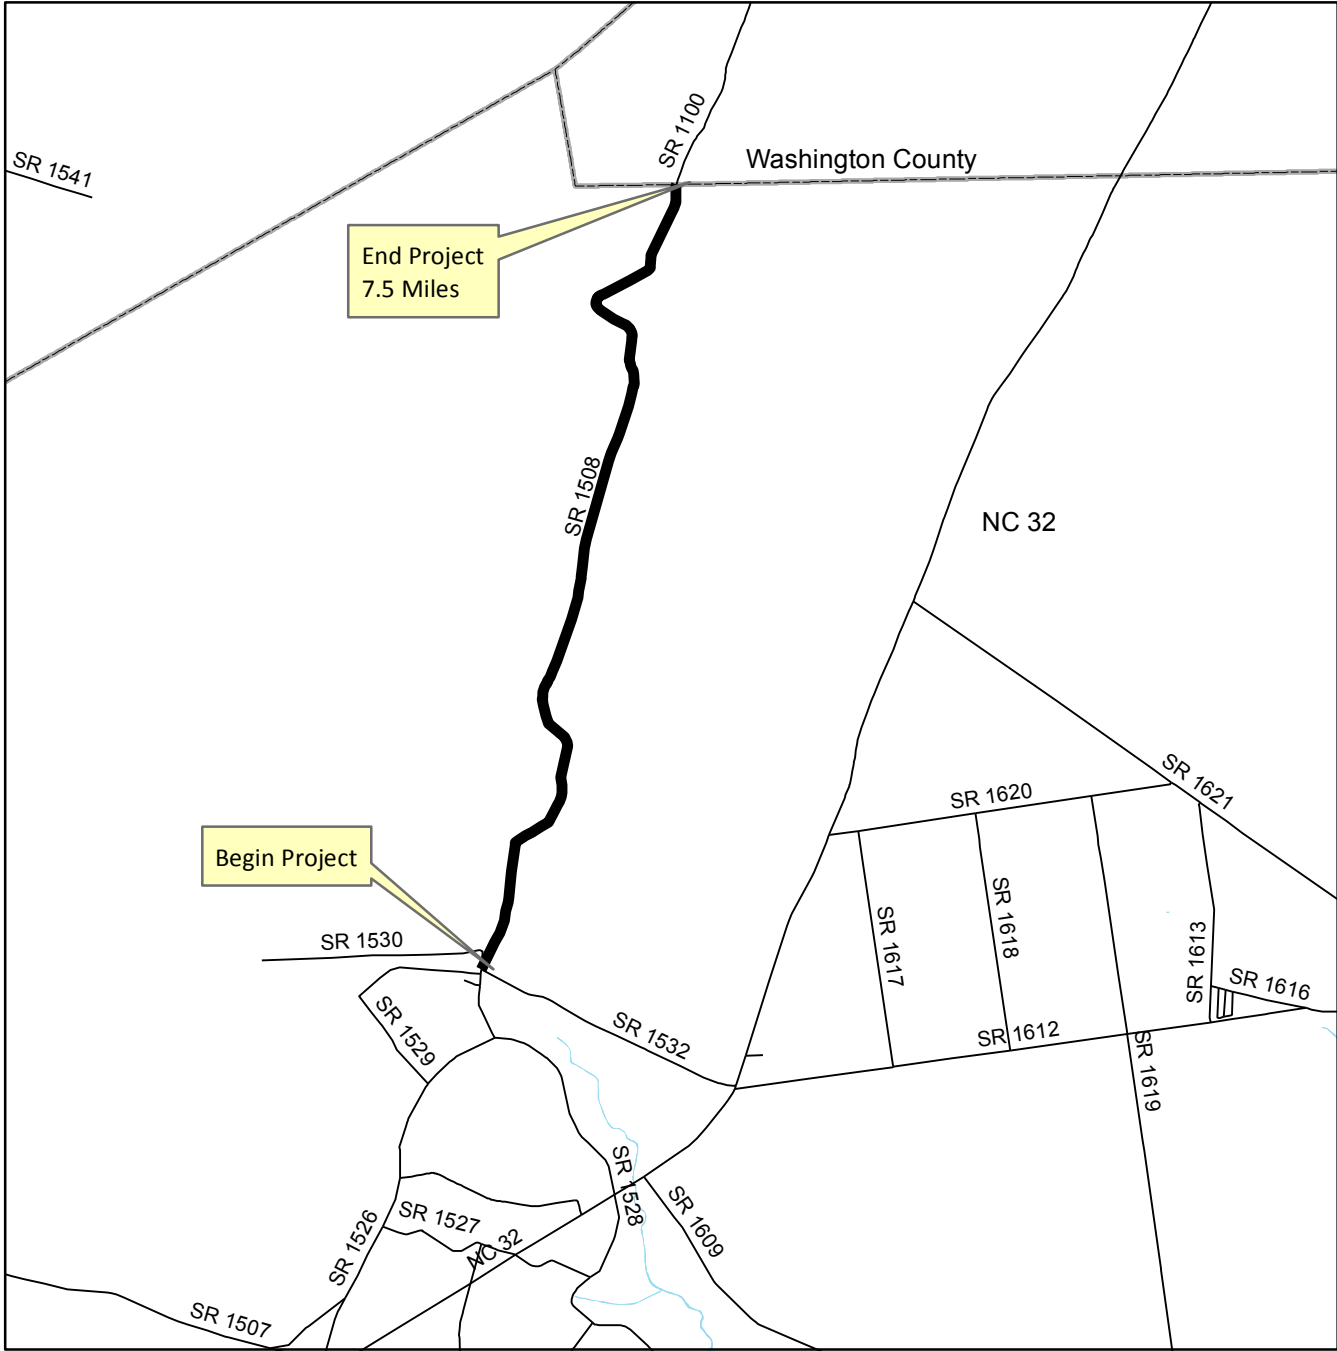 SR 1100
Washington County
SR 1541
End Project
7.5 Miles
SR 1508
NC 32
SR 1621
SR 1620
Begin Project
SR 1618
SR 1617
SR 1613
SR 1530
SR 1616
SR 1529
SR 1532
SR 1612
SR 1619
SR 1528
SR 1609
SR 1527
SR 1526
NC 32
SR 1507